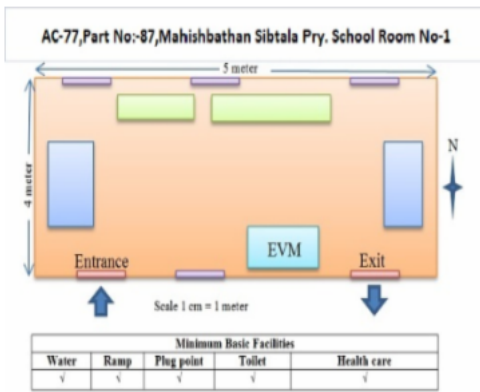 AC-77,Part No:-87,Mahishbathan Sibtala Pry. School Room No-1
5 meter
4 meter
N
EVM
Entrance
Exit
Scale 1 cm = 1 meter
Minimum Basic Facilities
Water Ramp Plug point Toilet Health care
√ √ √ √ √